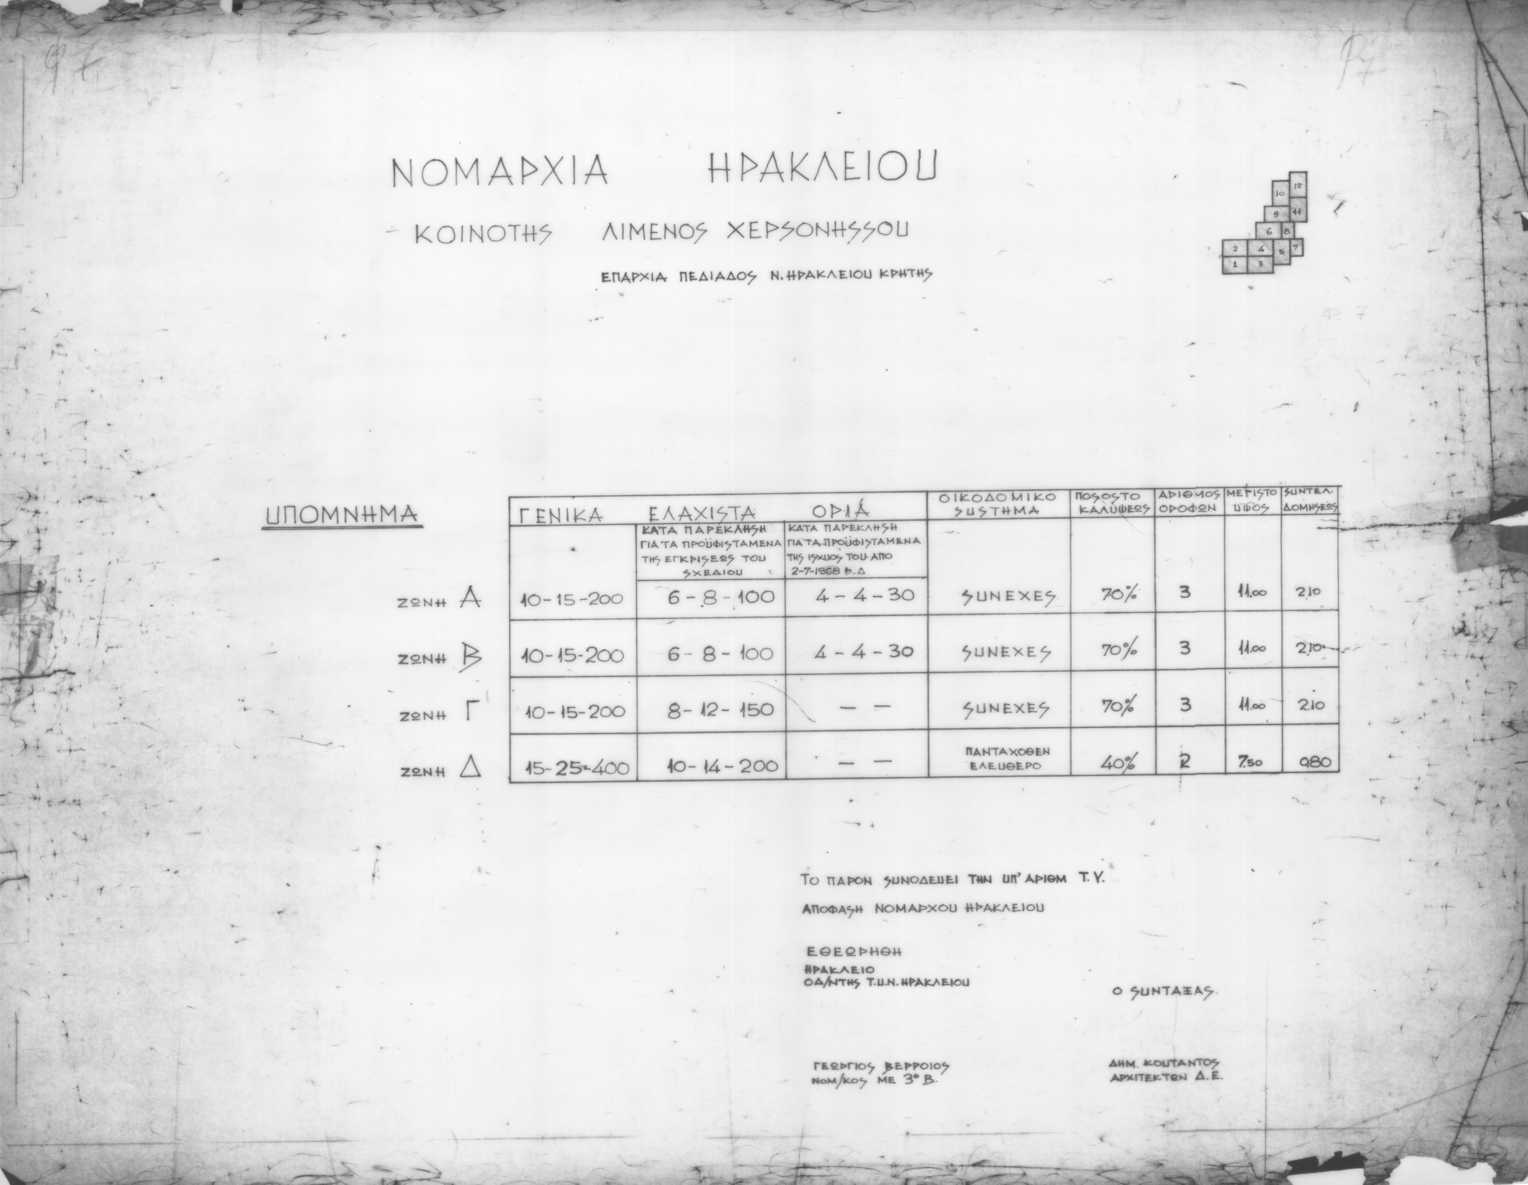 ΝΟΜΑΡΧΙΑ ΗΡΑΚΛΕΙΟΥ
ΚΟΙΝΟΤΗΣ ΛΙΜΕΝΟΣ ΧΕΡΣΟΝΗΣΣΟΥ
ΕΠΑΡΧΙΑ ΠΕΔΙΑΔΟΣ Ν. ΗΡΑΚΛΕΙΟΥ ΚΡΗΤΗΣ
10 12
9 11
6 8
2 4 5 7
1 3
ΥΠΟΜΝΗΜΑ
ΓΕΝΙΚΑ ΕΛΑΧΙΣΤΑ ΟΡΙΑ
ΚΑΤΑ ΠΑΡΕΚΛΗΣΗ
ΓΙΑ ΤΑ ΠΡΟΫΦΙΣΤΑΜΕΝΑ
ΤΗΣ ΕΓΚΡΙΣΕΩΣ ΤΟΥ
ΣΧΕΔΙΟΥ
ΚΑΤΑ ΠΑΡΕΚΛΗΣΗ
ΓΙΑ ΤΑ ΠΡΟΫΦΙΣΤΑΜΕΝΑ
ΤΗΣ ΙΣΧΥΟΣ ΤΟΥ ΑΠΟ
2-7-1968 Β.Δ
ΟΙΚΟΔΟΜΙΚΟ
ΣΥΣΤΗΜΑ
ΠΟΣΟΣΤΟ
ΚΑΛΥΨΕΩΣ
ΑΡΙΘΜΟΣ
ΟΡΟΦΩΝ
ΜΕΓΙΣΤΟ
ΥΨΟΣ
ΣΥΝΤΕΛ.
ΔΟΜΗΣΕΩΣ
ΖΩΝΗ Α 10-15-200 6-8-100 4-4-30 ΣΥΝΕΧΕΣ 70% 3 11.00 2.10
ΖΩΝΗ Β 10-15-200 6-8-100 4-4-30 ΣΥΝΕΧΕΣ 70% 3 11.00 2.10
ΖΩΝΗ Γ 10-15-200 8-12-150 — — ΣΥΝΕΧΕΣ 70% 3 11.00 2.10
ΖΩΝΗ Δ 15-25-400 10-14-200 — — ΠΑΝΤΑΧΟΘΕΝ ΕΛΕΥΘΕΡΟ 40% 2 7.50 0.80
ΤΟ ΠΑΡΟΝ ΣΥΝΟΔΕΥΕΙ ΤΗΝ ΥΠ' ΑΡΙΘΜ Τ.Υ.
ΑΠΟΦΑΣΗ ΝΟΜΑΡΧΟΥ ΗΡΑΚΛΕΙΟΥ
ΕΘΕΩΡΗΘΗ
ΗΡΑΚΛΕΙΟ
Ο Δ/ΝΤΗΣ Τ.Υ.Ν. ΗΡΑΚΛΕΙΟΥ
Ο ΣΥΝΤΑΞΑΣ
ΓΕΩΡΓΙΟΣ ΒΕΡΡΟΙΟΣ
ΝΟΜ/ΚΟΣ ΜΕ 3° Β.
ΔΗΜ. ΚΟΥΤΑΝΤΟΣ
ΑΡΧΙΤΕΚΤΩΝ Δ.Ε.